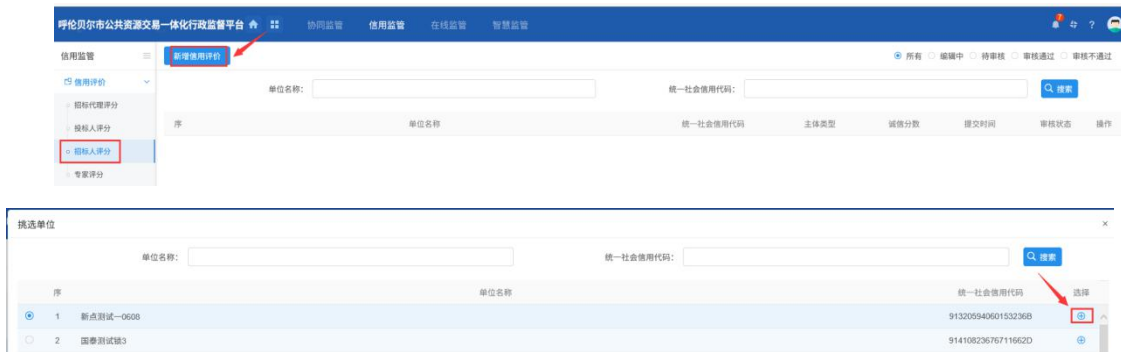 呼伦贝尔市公共资源交易一体化行政监督平台 协同监管 信用监管 在线监管 智慧监管 ?
信用监管 新增信用评价 所有 编辑中 待审核 审核通过 审核不通过
信用评价
单位名称: 统一社会信用代码: 搜索
招标代理评分
投标人评分
序 单位名称 统一社会信用代码 主体类型 诚信分数 提交时间 审核状态 操作
招标人评分
专家评分
挑选单位 ×
单位名称: 统一社会信用代码: 搜索
序 单位名称 统一社会信用代码 选择
1 新点测试一0608 91320594060153236B
2 国泰测试锁3 91410823676711662D